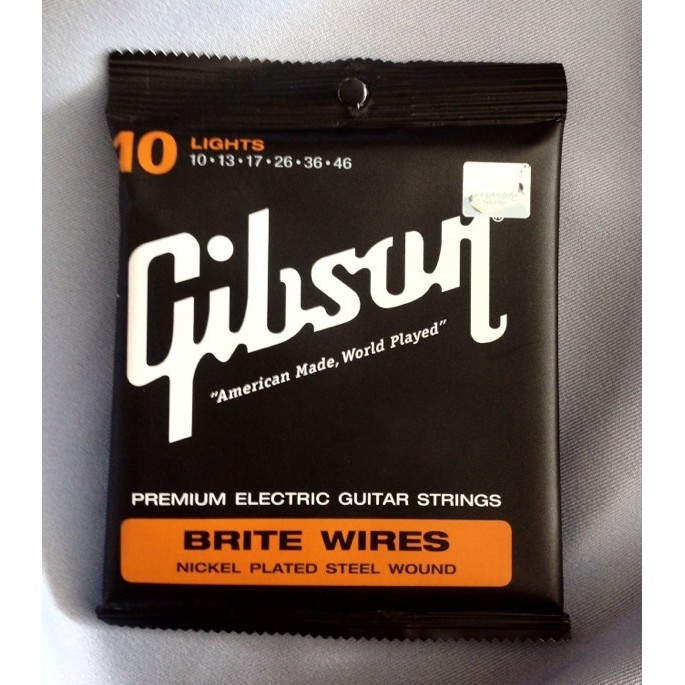 10 LIGHTS
10•13•17•26•36•46
Gibson®
"American Made, World Played"
PREMIUM ELECTRIC GUITAR STRINGS
BRITE WIRES
NICKEL PLATED STEEL WOUND